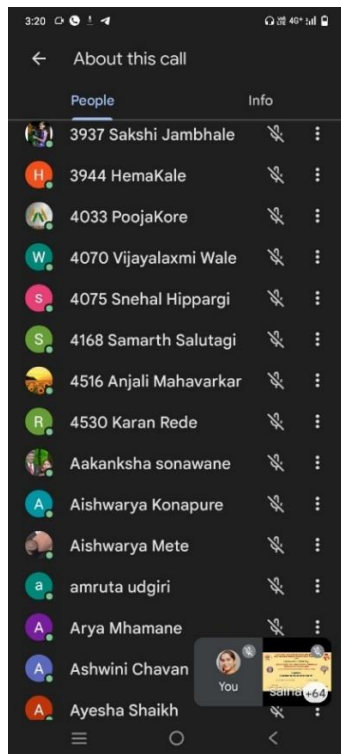 3:20
4G+
About this call
People Info
3937 Sakshi Jambhale
H 3944 HemaKale
4033 PoojaKore
W 4070 Vijayalaxmi Wale
s 4075 Snehal Hippargi
S 4168 Samarth Salutagi
4516 Anjali Mahavarkar
R 4530 Karan Rede
Aakanksha sonawane
A Aishwarya Konapure
Aishwarya Mete
a amruta udgiri
A Arya Mhamane
A Ashwini Chavan
You
+64
A Ayesha Shaikh